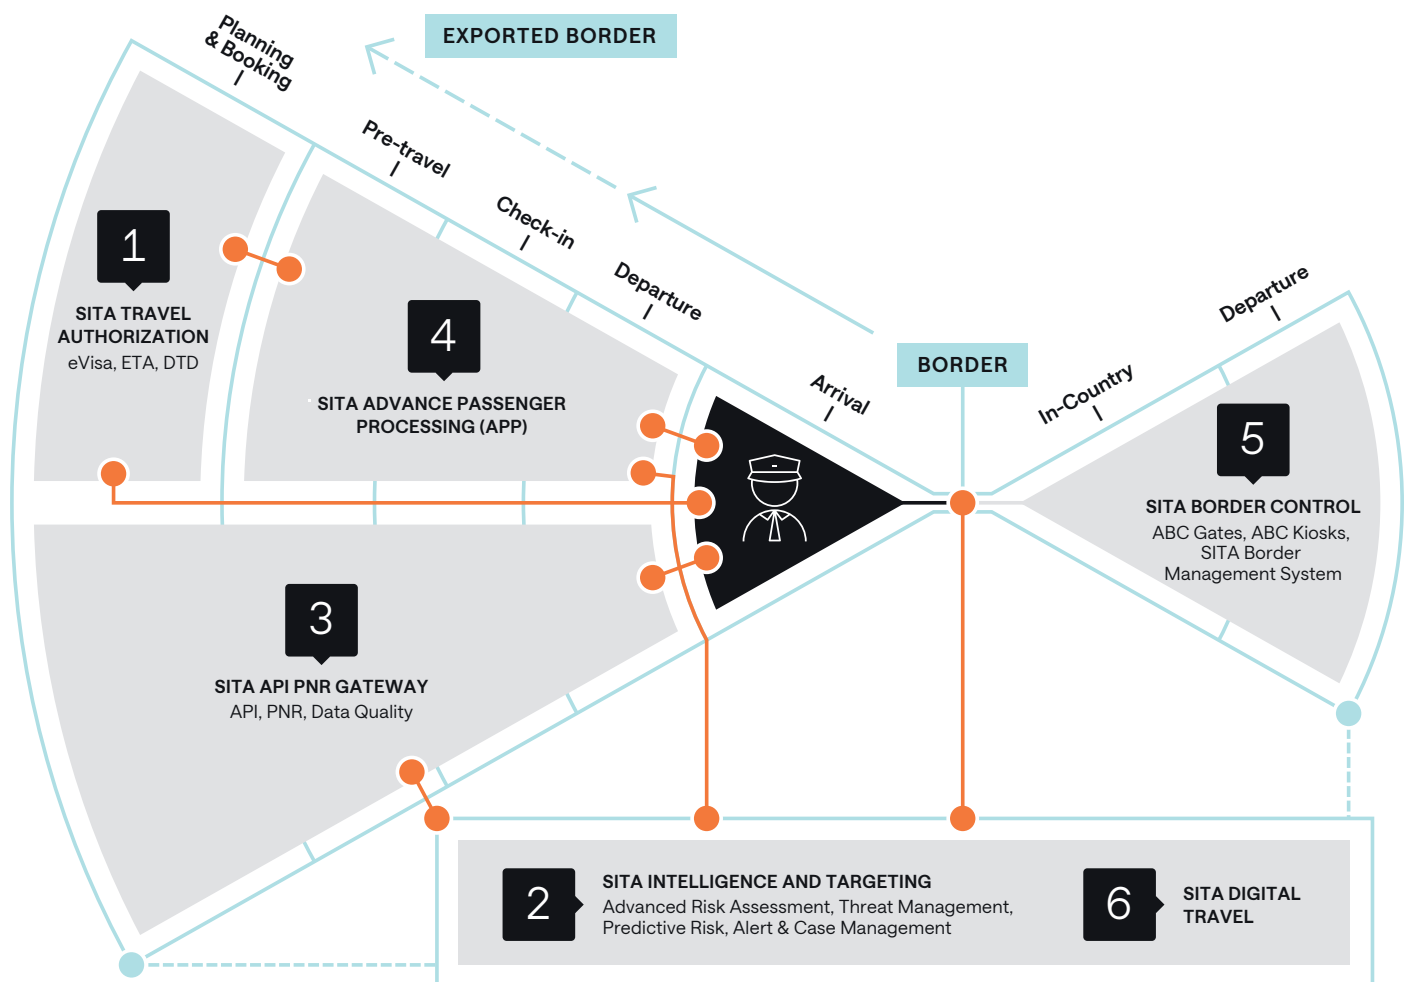 Planning
& Booking
EXPORTED BORDER
Pre-travel
Check-in
Departure
Arrival
BORDER
In-Country
Departure
1
SITA TRAVEL
AUTHORIZATION
eVisa, ETA, DTD
4
SITA ADVANCE PASSENGER
PROCESSING (APP)
5
SITA BORDER CONTROL
ABC Gates, ABC Kiosks,
SITA Border
Management System
3
SITA API PNR GATEWAY
API, PNR, Data Quality
2
SITA INTELLIGENCE AND TARGETING
Advanced Risk Assessment, Threat Management,
Predictive Risk, Alert & Case Management
6
SITA DIGITAL
TRAVEL